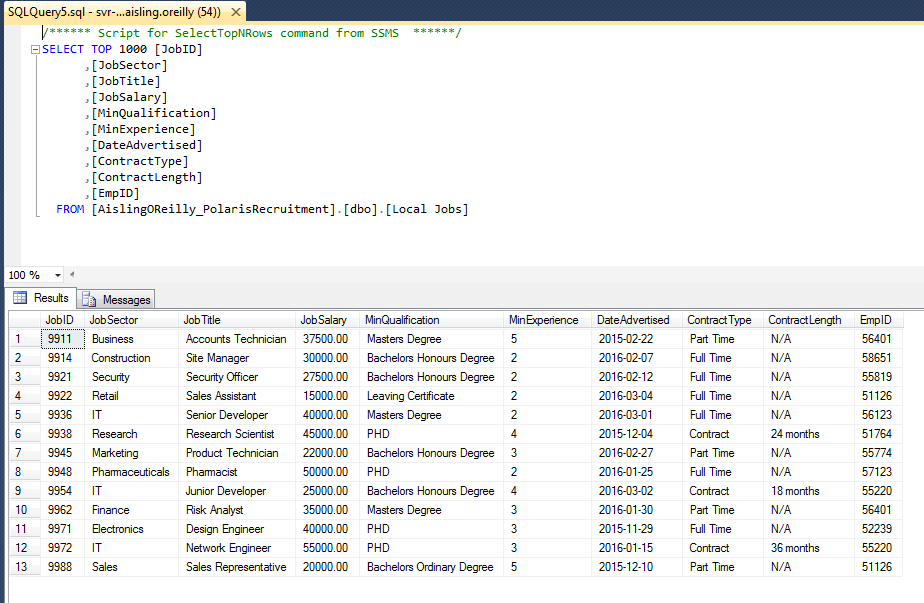 SQLQuery5.sql - svr-...aisling.oreilly (54)) ✕
/****** Script for SelectTopNRows command from SSMS  ******/
SELECT TOP 1000 [JobID]
,[JobSector]
,[JobTitle]
,[JobSalary]
,[MinQualification]
,[MinExperience]
,[DateAdvertised]
,[ContractType]
,[ContractLength]
,[EmpID]
FROM [AislingOReilly_PolarisRecruitment].[dbo].[Local Jobs]
100 %
Results Messages
JobID JobSector JobTitle JobSalary MinQualification MinExperience DateAdvertised ContractType ContractLength EmpID
1 9911 Business Accounts Technician 37500.00 Masters Degree 5 2015-02-22 Part Time N/A 56401
2 9914 Construction Site Manager 30000.00 Bachelors Honours Degree 2 2016-02-07 Full Time N/A 58651
3 9921 Security Security Officer 27500.00 Bachelors Honours Degree 2 2016-02-12 Full Time N/A 55819
4 9922 Retail Sales Assistant 15000.00 Leaving Certificate 2 2016-03-04 Full Time N/A 51126
5 9936 IT Senior Developer 40000.00 Masters Degree 2 2016-03-01 Full Time N/A 56123
6 9938 Research Research Scientist 45000.00 PHD 4 2015-12-04 Contract 24 months 51764
7 9945 Marketing Product Technician 22000.00 Bachelors Honours Degree 3 2016-02-27 Part Time N/A 55774
8 9948 Pharmaceuticals Pharmacist 50000.00 PHD 2 2016-01-25 Full Time N/A 57123
9 9954 IT Junior Developer 25000.00 Bachelors Honours Degree 4 2016-03-02 Contract 18 months 55220
10 9962 Finance Risk Analyst 35000.00 Masters Degree 3 2016-01-30 Part Time N/A 56401
11 9971 Electronics Design Engineer 40000.00 PHD 3 2015-11-29 Full Time N/A 52239
12 9972 IT Network Engineer 55000.00 PHD 3 2016-01-15 Contract 36 months 55220
13 9988 Sales Sales Representative 20000.00 Bachelors Ordinary Degree 5 2015-12-10 Part Time N/A 51126